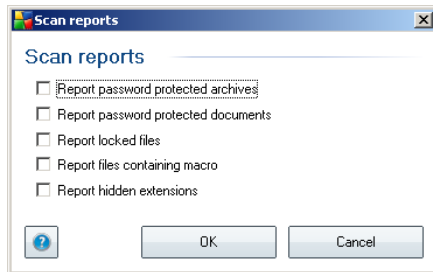 Scan reports
Scan reports
Report password protected archives
Report password protected documents
Report locked files
Report files containing macro
Report hidden extensions
?
OK
Cancel